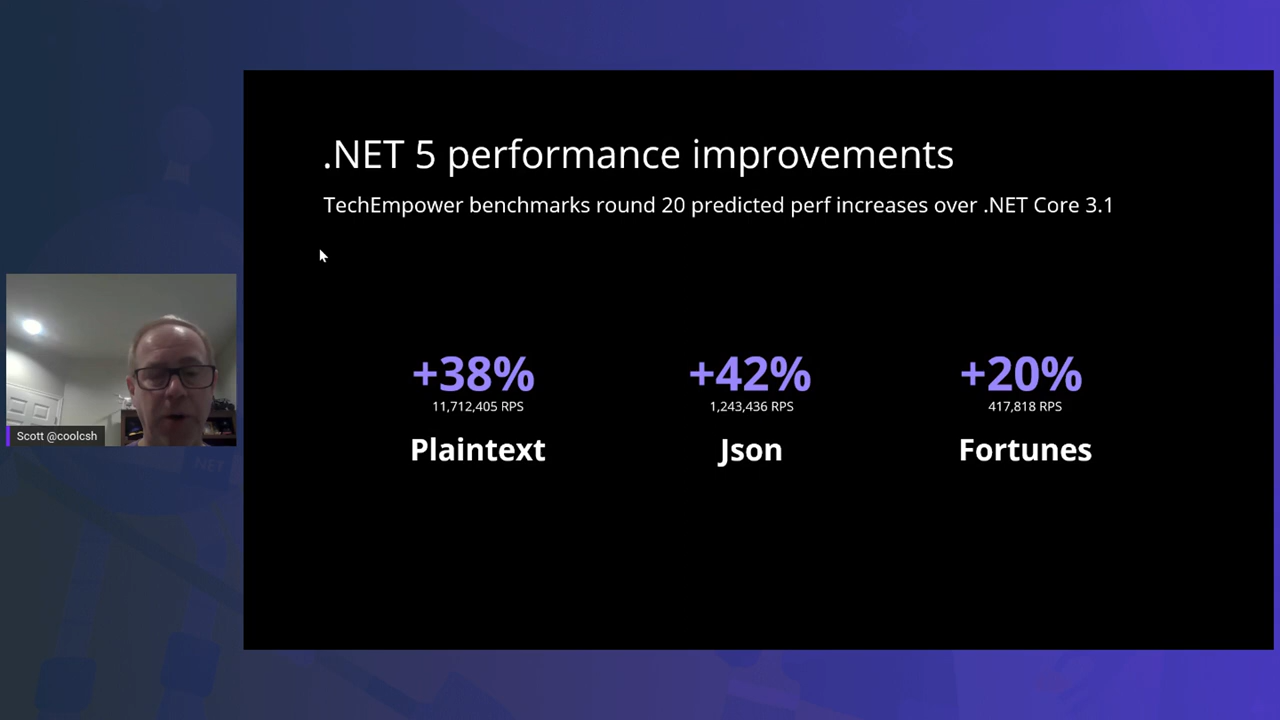 .NET 5 performance improvements
TechEmpower benchmarks round 20 predicted perf increases over .NET Core 3.1
+38%
11,712,405 RPS
Plaintext
+42%
1,243,436 RPS
Json
+20%
417,818 RPS
Fortunes
Scott @coolcsh
.NET